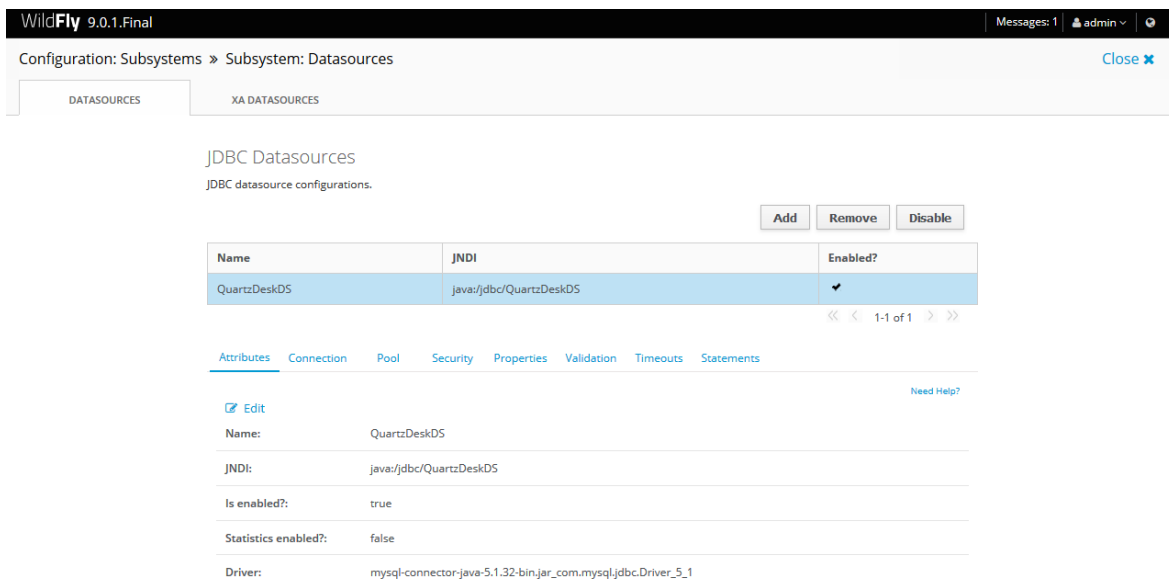 WildFly 9.0.1.Final Messages: 1 admin
Configuration: Subsystems » Subsystem: Datasources Close ✖
DATASOURCES XA DATASOURCES
JDBC Datasources
JDBC datasource configurations.
Add Remove Disable
Name JNDI Enabled?
QuartzDeskDS java:/jdbc/QuartzDeskDS ✔
« ‹ 1-1 of 1 › »
Attributes Connection Pool Security Properties Validation Timeouts Statements
Need Help?
Edit
Name: QuartzDeskDS
JNDI: java:/jdbc/QuartzDeskDS
Is enabled?: true
Statistics enabled?: false
Driver: mysql-connector-java-5.1.32-bin.jar_com.mysql.jdbc.Driver_5_1